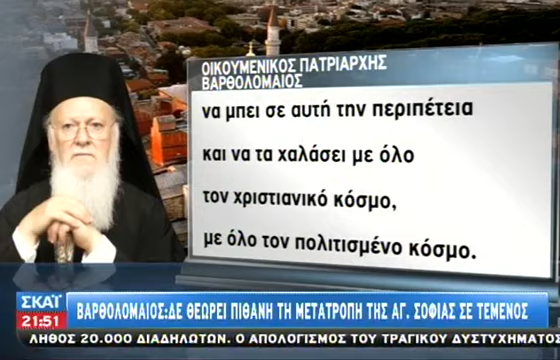 ΟΙΚΟΥΜΕΝΙΚΟΣ ΠΑΤΡΙΑΡΧΗΣ
ΒΑΡΘΟΛΟΜΑΙΟΣ
να μπει σε αυτή την περιπέτεια
και να τα χαλάσει με όλο
τον χριστιανικό κόσμο,
με όλο τον πολιτισμένο κόσμο.
ΣΚΑΪ
ΒΑΡΘΟΛΟΜΑΙΟΣ:ΔΕ ΘΕΩΡΕΙ ΠΙΘΑΝΗ ΤΗ ΜΕΤΑΤΡΟΠΗ ΤΗΣ ΑΓ. ΣΟΦΙΑΣ ΣΕ ΤΕΜΕΝΟΣ
21:51
ΛΗΘΟΣ 20.000 ΔΙΑΔΗΛΩΤΩΝ. Ο ΑΠΟΛΟΓΙΣΜΟΣ ΤΟΥ ΤΡΑΓΙΚΟΥ ΔΥΣΤΥΧΗΜΑΤΟΣ